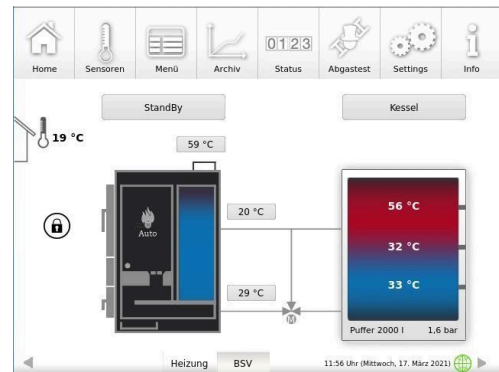 0123
Home Sensoren Menü Archiv Status Abgastest Settings Info
StandBy Kessel
19 °C
59 °C
56 °C
20 °C
Auto
32 °C
33 °C
29 °C
M
Puffer 2000 l 1,6 bar
Heizung BSV 11:56 Uhr (Mittwoch, 17. März 2021)